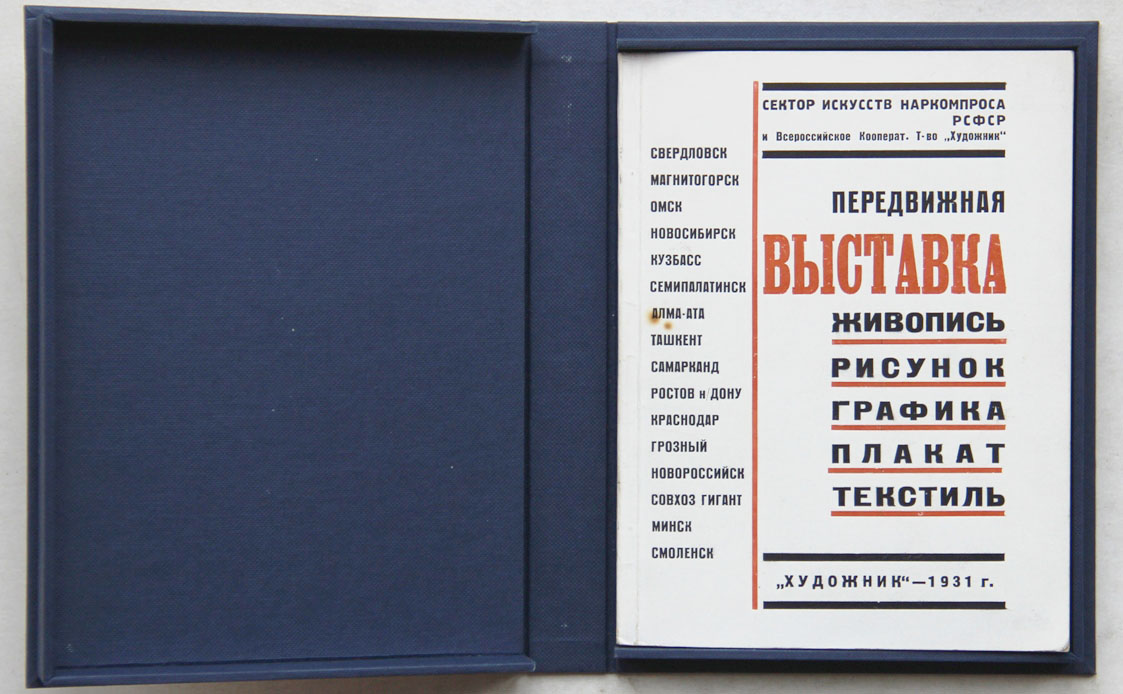 СЕКТОР ИСКУССТВ НАРКОМПРОСА
РСФСР
и Всероссийское Кооперат. Т-во „Художник“
СВЕРДЛОВСК
МАГНИТОГОРСК
ОМСК
НОВОСИБИРСК
КУЗБАСС
СЕМИПАЛАТИНСК
АЛМА-АТА
ТАШКЕНТ
САМАРКАНД
РОСТОВ н ДОНУ
КРАСНОДАР
ГРОЗНЫЙ
НОВОРОССИЙСК
СОВХОЗ ГИГАНТ
МИНСК
СМОЛЕНСК
ПЕРЕДВИЖНАЯ
ВЫСТАВКА
ЖИВОПИСЬ
РИСУНОК
ГРАФИКА
ПЛАКАТ
ТЕКСТИЛЬ
„ХУДОЖНИК“—1931 г.